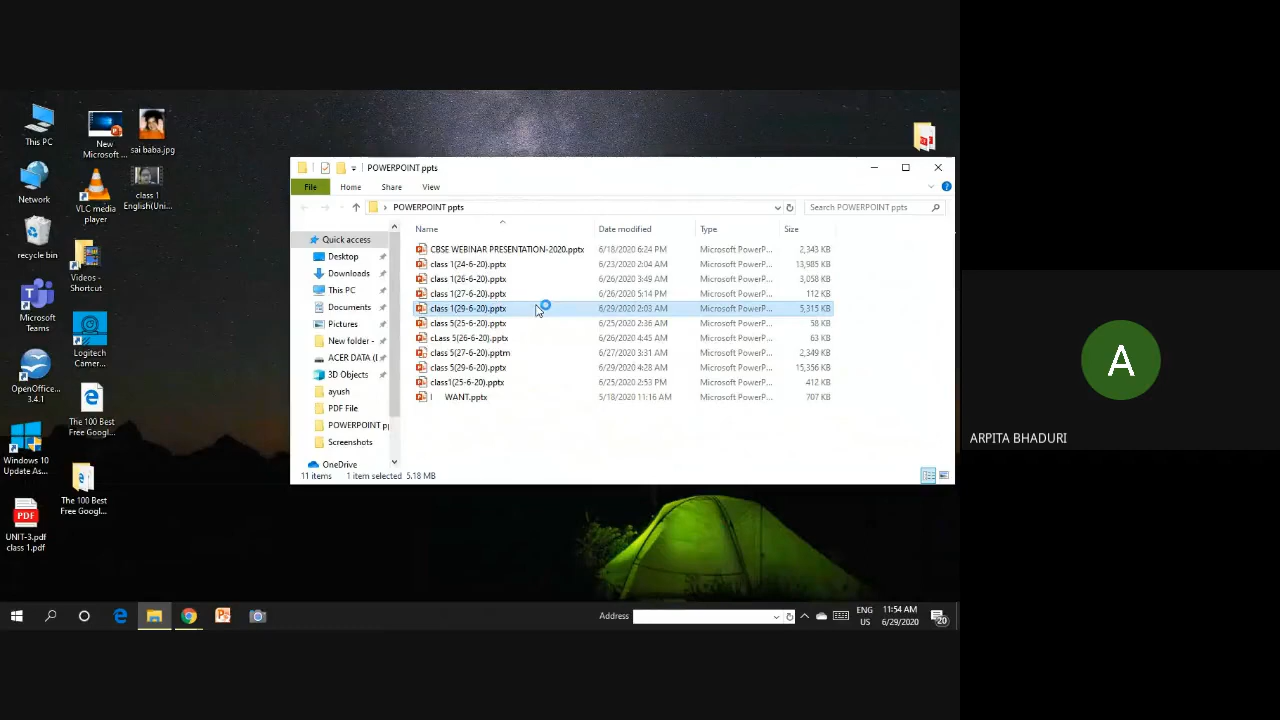 This PC
New
Microsoft ...
sai baba.jpg
Network
VLC media
player
class 1
English(Uni...
recycle bin
Videos -
Shortcut
Microsoft
Teams
Logitech
Camer...
OpenOffice...
3.4.1
The 100 Best
Free Googl...
Windows 10
Update As...
The 100 Best
Free Googl...
PDF
UNIT-3.pdf
class 1.pdf
POWERPOINT ppts
File Home Share View
POWERPOINT ppts
Search POWERPOINT ppts
Name Date modified Type Size
Quick access
Desktop
Downloads
This PC
Documents
Pictures
New folder -
ACER DATA (I
3D Objects
ayush
PDF File
POWERPOINT pp
Screenshots
OneDrive
CBSE WEBINAR PRESENTATION-2020.pptx 6/18/2020 6:24 PM Microsoft PowerP... 2,343 KB
class 1(24-6-20).pptx 6/23/2020 2:04 AM Microsoft PowerP... 13,985 KB
class 1(26-6-20).pptx 6/26/2020 3:49 AM Microsoft PowerP... 3,058 KB
class 1(27-6-20).pptx 6/26/2020 5:14 PM Microsoft PowerP... 112 KB
class 1(29-6-20).pptx 6/29/2020 2:03 AM Microsoft PowerP... 5,315 KB
class 5(25-6-20).pptx 6/25/2020 2:36 AM Microsoft PowerP... 58 KB
cLass 5(26-6-20).pptx 6/26/2020 4:45 AM Microsoft PowerP... 63 KB
class 5(27-6-20).pptm 6/27/2020 3:31 AM Microsoft PowerP... 2,349 KB
class 5(29-6-20).pptx 6/29/2020 4:28 AM Microsoft PowerP... 15,356 KB
class1(25-6-20).pptx 6/25/2020 2:53 PM Microsoft PowerP... 412 KB
I WANT.pptx 5/18/2020 11:16 AM Microsoft PowerP... 707 KB
11 items 1 item selected 5.18 MB
Address
ENG
US
11:54 AM
6/29/2020
20
A
ARPITA BHADURI